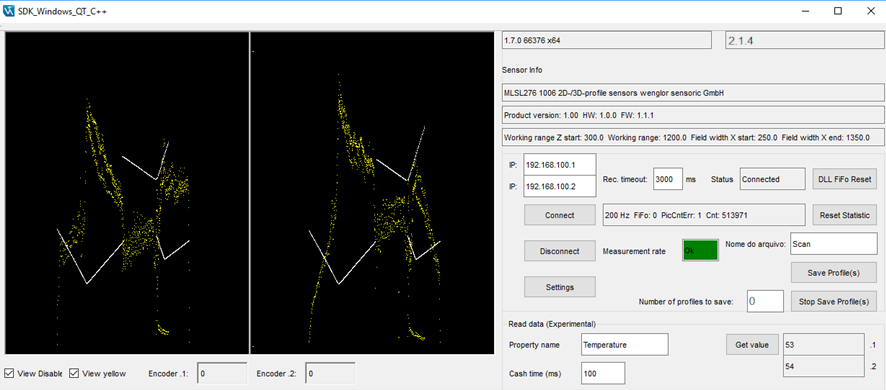 SDK_Windows_QT_C++
1.7.0 66376 x64
2.1.4
Sensor Info
MLSL276 1006 2D-/3D-profile sensors wenglor sensoric GmbH
Product version: 1.00 HW: 1.0.0 FW: 1.1.1
Working range Z start: 300.0 Working range: 1200.0 Field width X start: 250.0 Field width X end: 1350.0
IP: 192.168.100.1
IP: 192.168.100.2
Rec. timeout: 3000 ms Status Connected DLL FiFo Reset
Connect 200 Hz FiFo: 0 PicCntErr: 1 Cnt: 513971 Reset Statistic
Disconnect Measurement rate Ok Nome do arquivo: Scan
Save Profile(s)
Settings
Number of profiles to save: 0 Stop Save Profile(s)
Read data (Experimental)
Property name Temperature Get value 53 .1
54 .2
Cash time (ms) 100
View Disable View yellow Encoder .1: 0 Encoder .2: 0